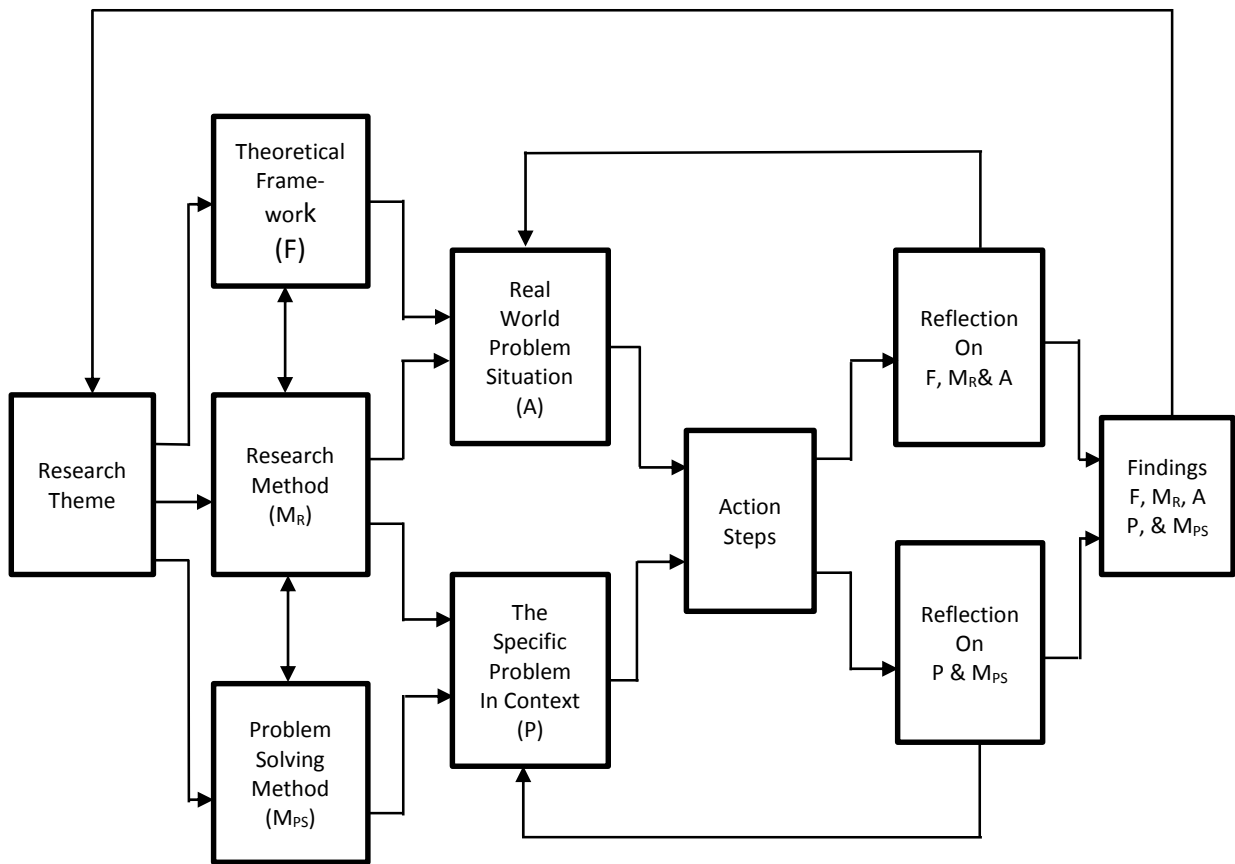 Theoretical
Frame-
work
(F)
Real
World
Problem
Situation
(A)
Reflection
On
F, MR& A
Research
Theme
Research
Method
(MR)
Action
Steps
Findings
F, MR, A
P, & MPS
The
Specific
Problem
In Context
(P)
Reflection
On
P & MPS
Problem
Solving
Method
(MPS)